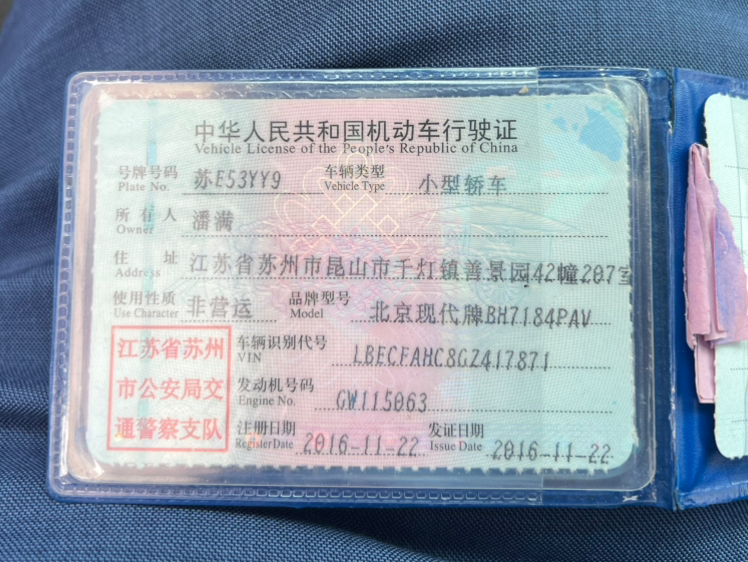 中华人民共和国机动车行驶证
Vehicle License of the People's Republic of China
号牌号码 苏E53YY9 车辆类型 小型轿车
Plate No. Vehicle Type
所有人 潘满
Owner
住址 江苏省苏州市昆山市千灯镇善景园42幢207室
Address
使用性质 非营运 品牌型号 北京现代牌BH7184PAV
Use Character Model
江苏省苏州
市公安局交
通警察支队
车辆识别代号 LBECFAHC8GZ417871
VIN
发动机号码 GW115063
Engine No.
注册日期 2016-11-22 发证日期 2016-11-22
Register Date Issue Date